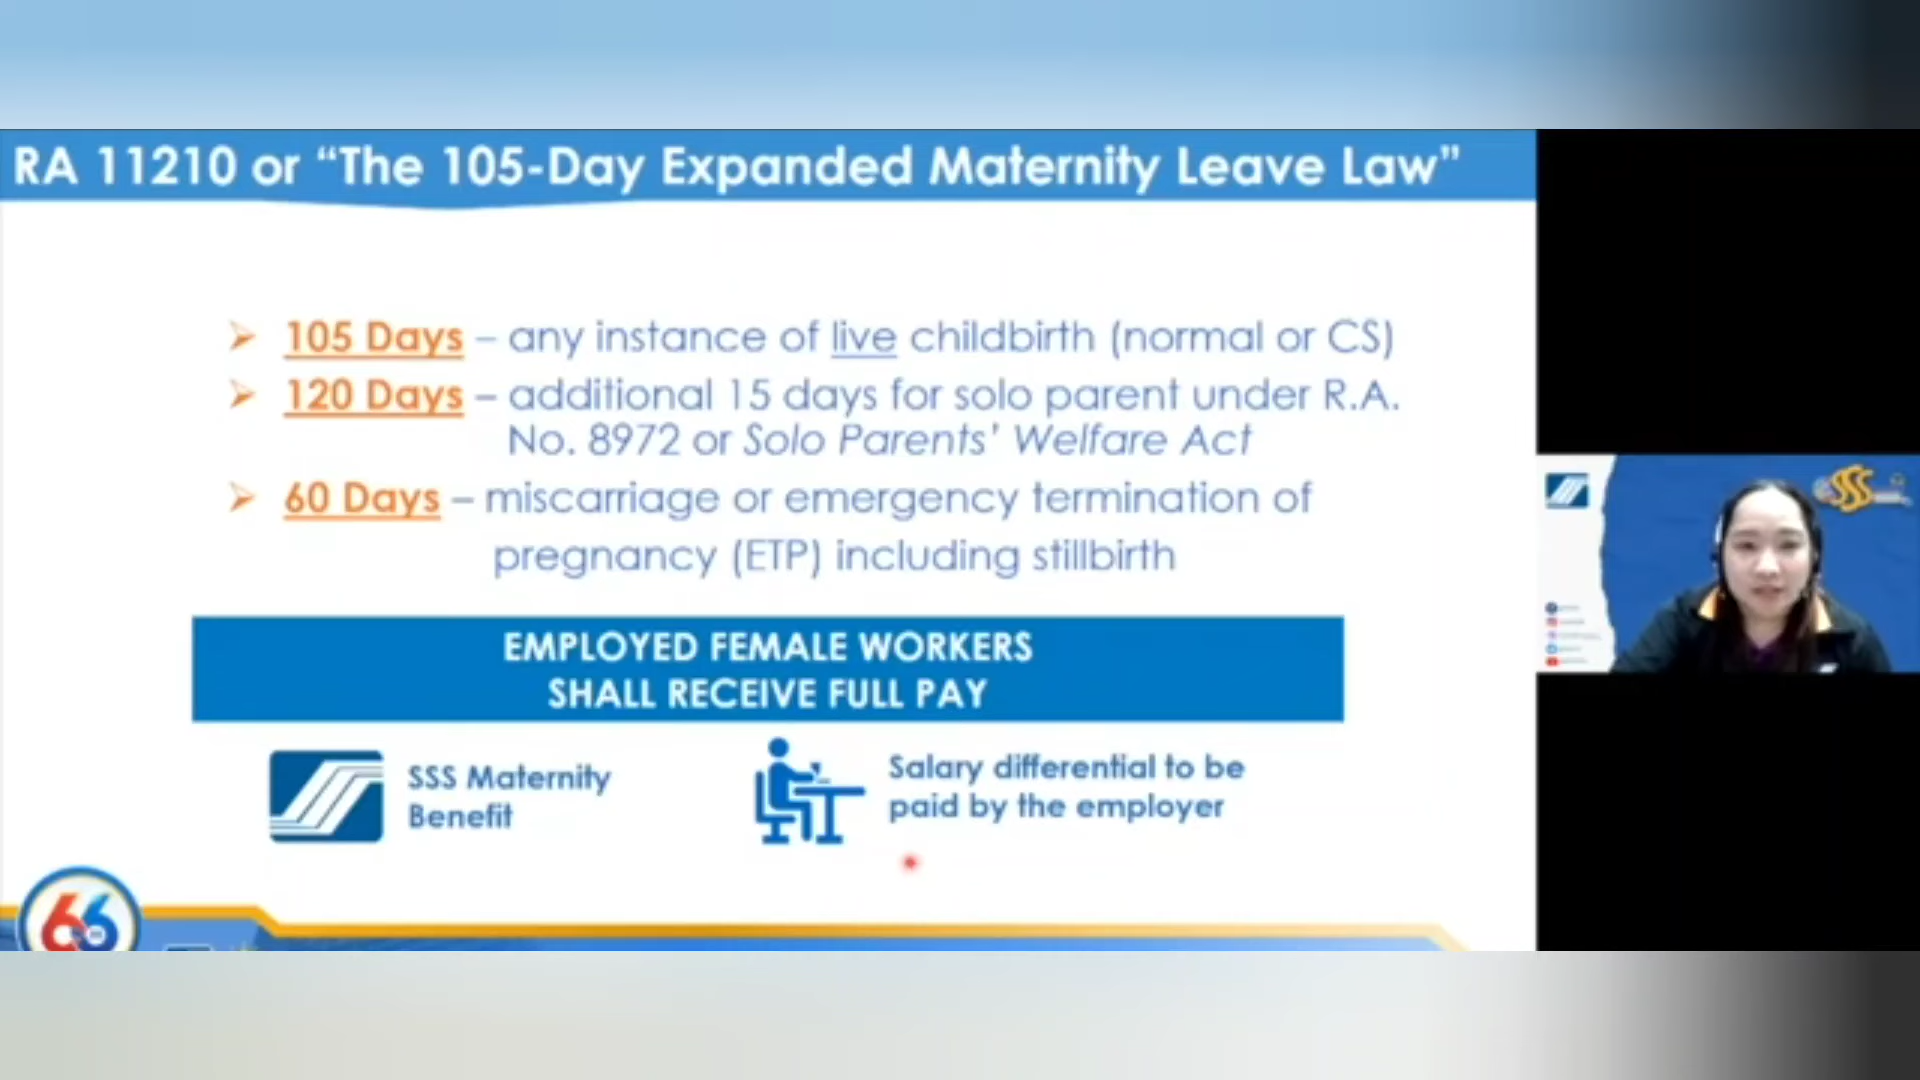 RA 11210 or “The 105-Day Expanded Maternity Leave Law”
➢ 105 Days – any instance of live childbirth (normal or CS)
➢ 120 Days – additional 15 days for solo parent under R.A.
No. 8972 or Solo Parents’ Welfare Act
➢ 60 Days – miscarriage or emergency termination of
pregnancy (ETP) including stillbirth
EMPLOYED FEMALE WORKERS
SHALL RECEIVE FULL PAY
SSS Maternity
Benefit
Salary differential to be
paid by the employer
66
SSS